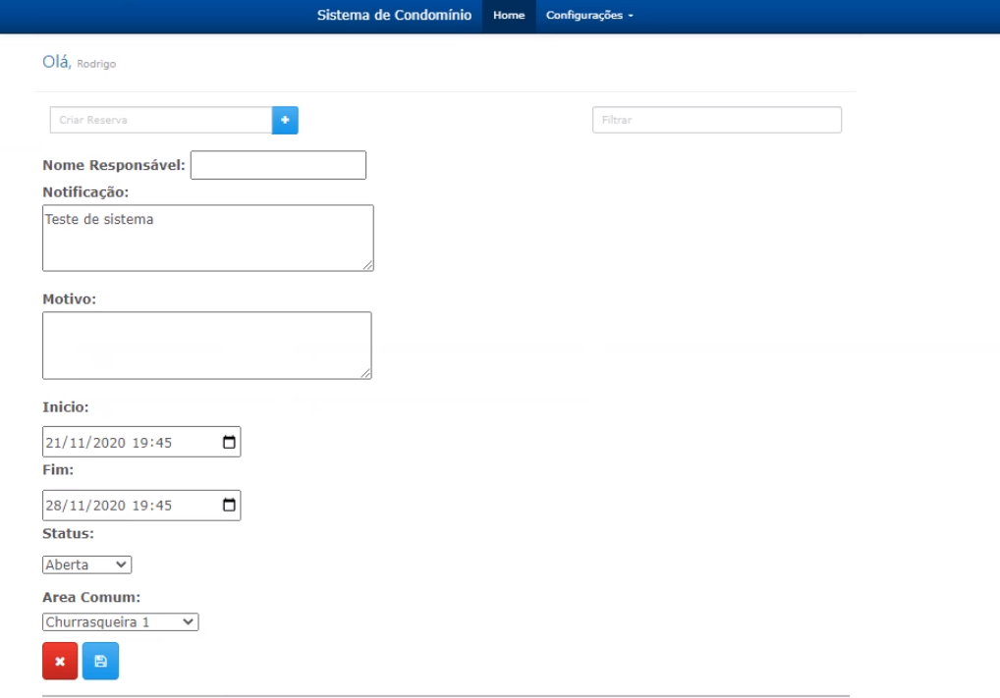 Sistema de Condomínio Home Configurações
Olá, Rodrigo
Criar Reserva Filtrar
Nome Responsável:
Notificação:
Teste de sistema
Motivo:
Inicio:
21/11/2020 19:45
Fim:
28/11/2020 19:45
Status:
Aberta
Area Comum:
Churrasqueira 1